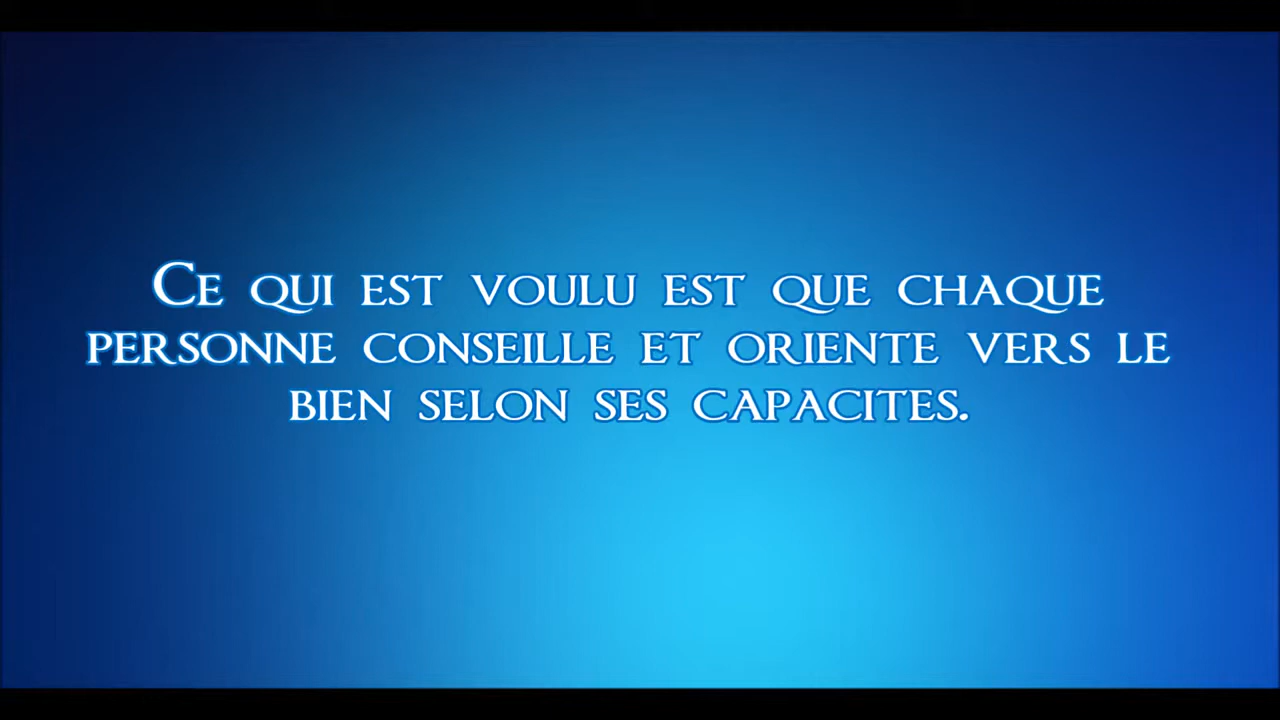 Ce qui est voulu est que chaque
personne conseille et oriente vers le
bien selon ses capacites.